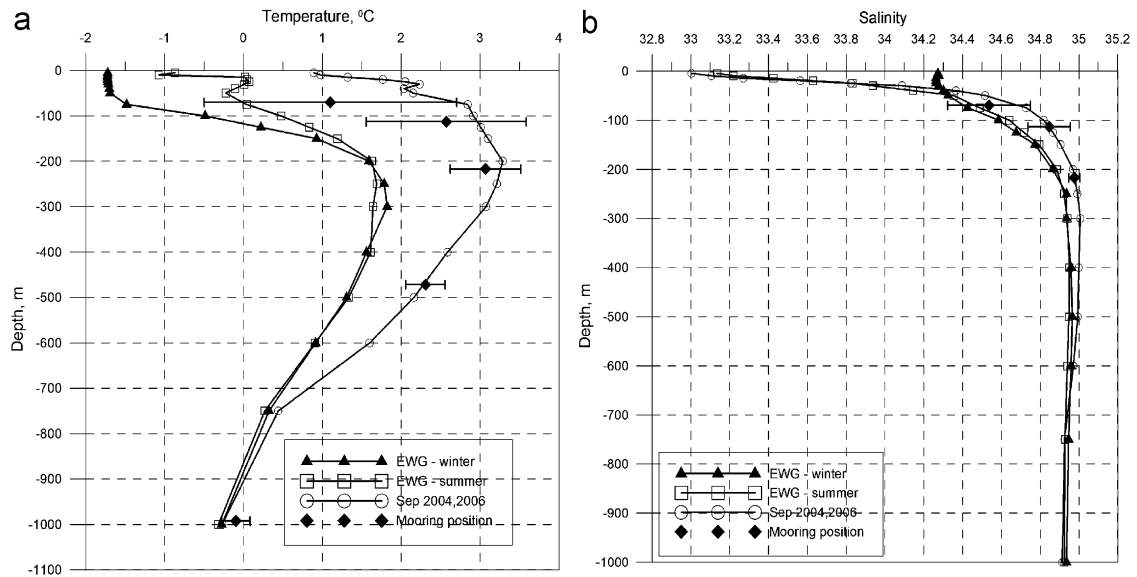 a
Temperature, ⁰C
-2 -1 0 1 2 3 4
0
-100
-200
-300
-400
-500
-600
-700
-800
-900
-1000
-1100
Depth, m
EWG - winter
EWG - summer
Sep 2004,2006
Mooring position
b
Salinity
32.8 33 33.2 33.4 33.6 33.8 34 34.2 34.4 34.6 34.8 35 35.2
0
-100
-200
-300
-400
-500
-600
-700
-800
-900
-1000
Depth, m
EWG - winter
EWG - summer
Sep 2004,2006
Mooring position